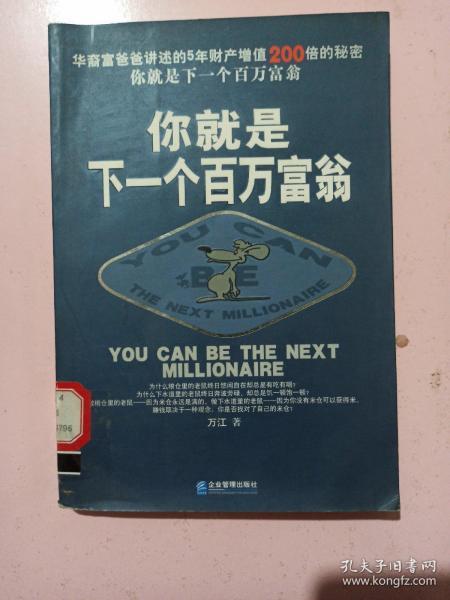 华裔富爸爸讲述的5年财产增值200倍的秘密
你就是下一个百万富翁
你就是
下一个百万富翁
YOU CAN
BE
THE NEXT MILLIONAIRE
YOU CAN BE THE NEXT
MILLIONAIRE
为什么粮仓里的老鼠终日悠闲自在却总是有吃有喝?
为什么下水道里的老鼠终日奔波劳碌,却总是饥一顿饱一顿?
粮仓里的老鼠——因为米仓永远是满的,做下水道里的老鼠——因为你没有米仓可以获得米,
赚钱取决于一种观念,你是否找对了自己的米仓?
万江 著
4
6796
企业管理出版社
孔夫子旧书网
www.kongfz.com